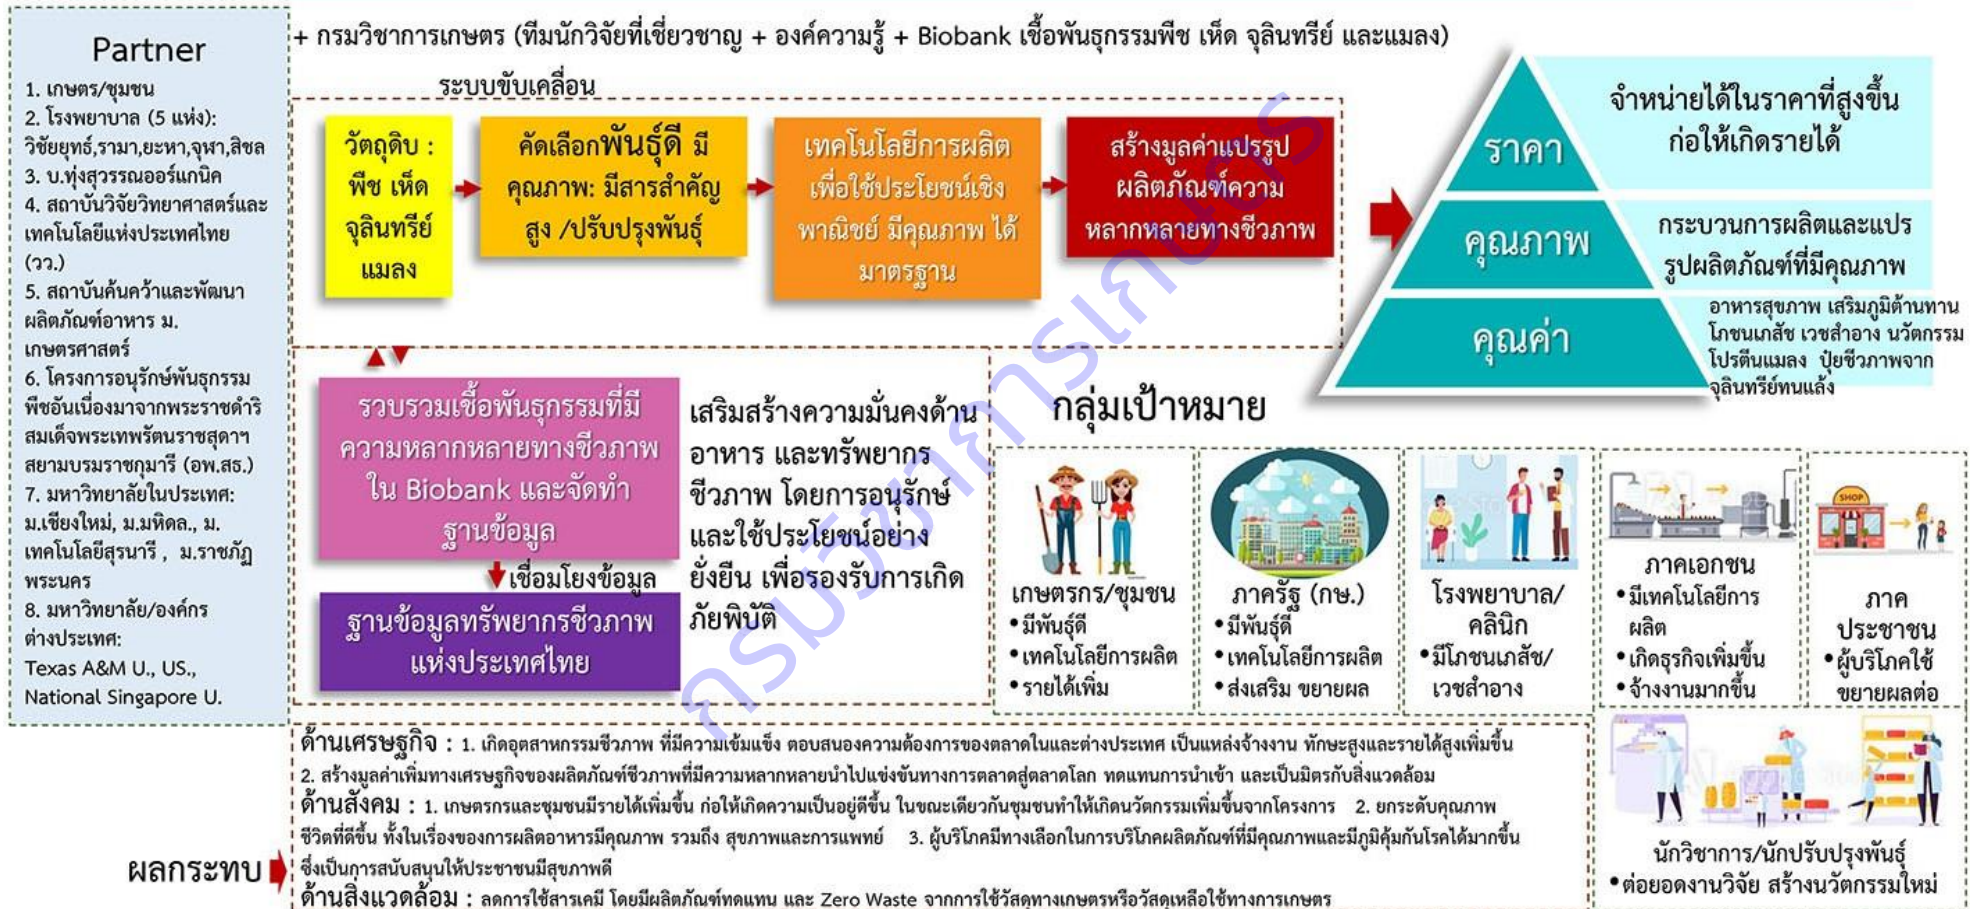 Partner
1. เกษตร/ชุมชน
2. โรงพยาบาล (5 แห่ง):
วิชัยยุทธ์,รามา,ยะหา,จุฬา,สิชล
3. บ.ทุ่งสุวรรณออร์แกนิค
4. สถาบันวิจัยวิทยาศาสตร์และ
เทคโนโลยีแห่งประเทศไทย
(วว.)
5. สถาบันค้นคว้าและพัฒนา
ผลิตภัณฑ์อาหาร ม.
เกษตรศาสตร์
6. โครงการอนุรักษ์พันธุกรรม
พืชอันเนื่องมาจากพระราชดำริ
สมเด็จพระเทพรัตนราชสุดาฯ
สยามบรมราชกุมารี (อพ.สธ.)
7. มหาวิทยาลัยในประเทศ:
ม.เชียงใหม่, ม.มหิดล., ม.
เทคโนโลยีสุรนารี , ม.ราชภัฏ
พระนคร
8. มหาวิทยาลัย/องค์กร
ต่างประเทศ:
Texas A&M U., US.,
National Singapore U.
+ กรมวิชาการเกษตร (ทีมนักวิจัยที่เชี่ยวชาญ + องค์ความรู้ + Biobank เชื้อพันธุกรรมพืช เห็ด จุลินทรีย์ และแมลง)
ระบบขับเคลื่อน
วัตถุดิบ :
พืช เห็ด
จุลินทรีย์
แมลง
คัดเลือกพันธุ์ดี มี
คุณภาพ: มีสารสำคัญ
สูง /ปรับปรุงพันธุ์
เทคโนโลยีการผลิต
เพื่อใช้ประโยชน์เชิง
พาณิชย์ มีคุณภาพ ได้
มาตรฐาน
สร้างมูลค่าแปรรูป
ผลิตภัณฑ์ความ
หลากหลายทางชีวภาพ
ราคา
จำหน่ายได้ในราคาที่สูงขึ้น
ก่อให้เกิดรายได้
คุณภาพ
กระบวนการผลิตและแปร
รูปผลิตภัณฑ์ที่มีคุณภาพ
คุณค่า
อาหารสุขภาพ เสริมภูมิต้านทาน
โภชนเภสัช เวชสำอาง นวัตกรรม
โปรตีนแมลง ปุ๋ยชีวภาพจาก
จุลินทรีย์ทนแล้ง
รวบรวมเชื้อพันธุกรรมที่มี
ความหลากหลายทางชีวภาพ
ใน Biobank และจัดทำ
ฐานข้อมูล
เชื่อมโยงข้อมูล
ฐานข้อมูลทรัพยากรชีวภาพ
แห่งประเทศไทย
เสริมสร้างความมั่นคงด้าน
อาหาร และทรัพยากร
ชีวภาพ โดยการอนุรักษ์
และใช้ประโยชน์อย่าง
ยั่งยืน เพื่อรองรับการเกิด
ภัยพิบัติ
กลุ่มเป้าหมาย
เกษตรกร/ชุมชน
• มีพันธุ์ดี
• เทคโนโลยีการผลิต
• รายได้เพิ่ม
ภาครัฐ (กษ.)
• มีพันธุ์ดี
• เทคโนโลยีการผลิต
• ส่งเสริม ขยายผล
โรงพยาบาล/
คลินิก
• มีโภชนเภสัช/
เวชสำอาง
ภาคเอกชน
• มีเทคโนโลยีการ
ผลิต
• เกิดธุรกิจเพิ่มขึ้น
• จ้างงานมากขึ้น
SHOP
ภาค
ประชาชน
• ผู้บริโภคใช้
ขยายผลต่อ
นักวิชาการ/นักปรับปรุงพันธุ์
• ต่อยอดงานวิจัย สร้างนวัตกรรมใหม่
ผลกระทบ
ด้านเศรษฐกิจ : 1. เกิดอุตสาหกรรมชีวภาพ ที่มีความเข้มแข็ง ตอบสนองความต้องการของตลาดในและต่างประเทศ เป็นแหล่งจ้างงาน ทักษะสูงและรายได้สูงเพิ่มขึ้น
2. สร้างมูลค่าเพิ่มทางเศรษฐกิจของผลิตภัณฑ์ชีวภาพที่มีความหลากหลายนำไปแข่งขันทางการตลาดสู่ตลาดโลก ทดแทนการนำเข้า และเป็นมิตรกับสิ่งแวดล้อม
ด้านสังคม : 1. เกษตรกรและชุมชนมีรายได้เพิ่มขึ้น ก่อให้เกิดความเป็นอยู่ดีขึ้น ในขณะเดียวกันชุมชนทำให้เกิดนวัตกรรมเพิ่มขึ้นจากโครงการ 2. ยกระดับคุณภาพ
ชีวิตที่ดีขึ้น ทั้งในเรื่องของการผลิตอาหารมีคุณภาพ รวมถึง สุขภาพและการแพทย์ 3. ผู้บริโภคมีทางเลือกในการบริโภคผลิตภัณฑ์ที่มีคุณภาพและมีภูมิคุ้มกันโรคได้มากขึ้น
ซึ่งเป็นการสนับสนุนให้ประชาชนมีสุขภาพดี
ด้านสิ่งแวดล้อม : ลดการใช้สารเคมี โดยมีผลิตภัณฑ์ทดแทน และ Zero Waste จากการใช้วัสดุทางเกษตรหรือวัสดุเหลือใช้ทางการเกษตร
กรมวิชาการเกษตร